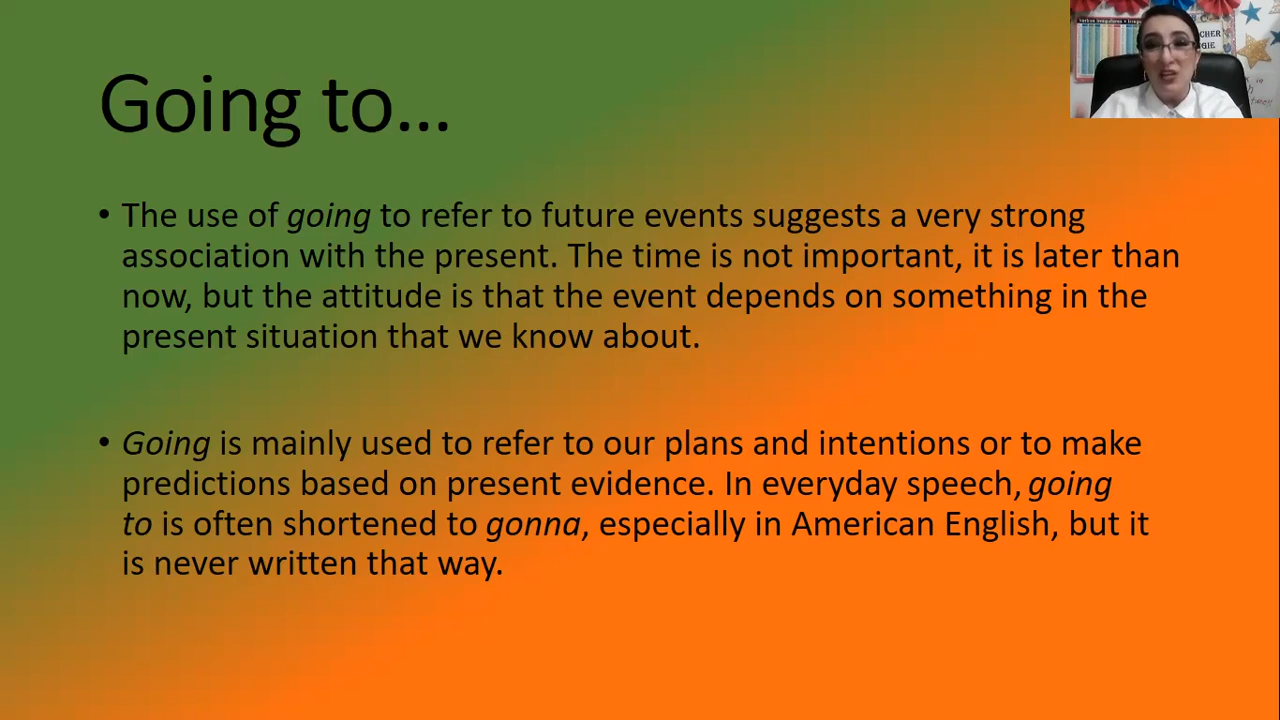 Going to...
• The use of going to refer to future events suggests a very strong
association with the present. The time is not important, it is later than
now, but the attitude is that the event depends on something in the
present situation that we know about.
• Going is mainly used to refer to our plans and intentions or to make
predictions based on present evidence. In everyday speech, going
to is often shortened to gonna, especially in American English, but it
is never written that way.